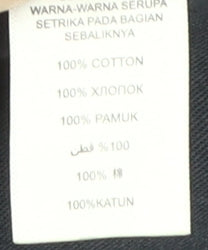 WARNA-WARNA SERUPA
SETRIKA PADA BAGIAN
SEBALIKNYA
100% COTTON
100% ХЛОПОК
100% PAMUK
%100 قطن
100% 棉
100%KATUN